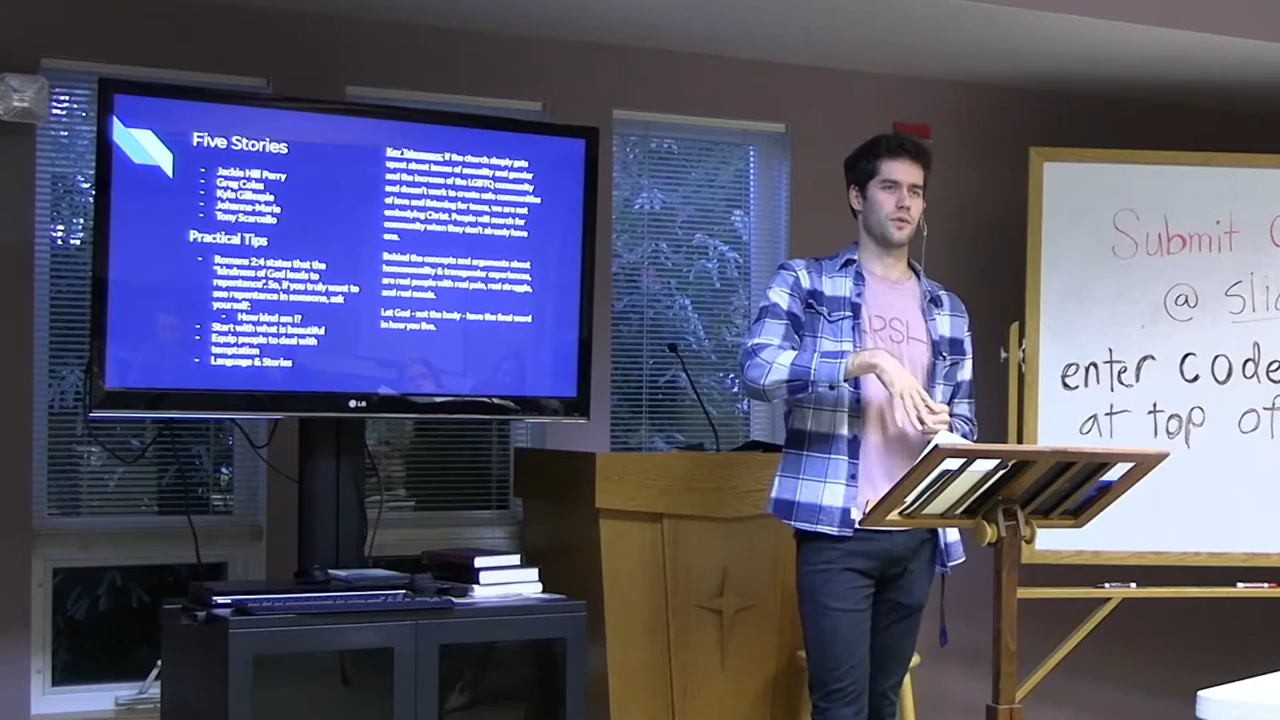 Five Stories
- Jackie Hill Perry
- Greg Coles
- Kyla Gillespie
- Johanna-Marie
- Tony Scarcello
Practical Tips
- Romans 2:4 states that the
"kindness of God leads to
repentance". So, if you truly want to
see repentance in someone, ask
yourself:
- How kind am I?
- Start with what is beautiful
- Equip people to deal with
temptation
- Language & Stories
Key Takeaways: If the church simply gets
upset about issues of sexuality and gender
and the increase of the LGBTQ community
and doesn't work to create safe communities
of love and listening for teens, we are not
embodying Christ. People will search for
community when they don't already have
one.
Behind the concepts and arguments about
homosexuality & transgender experiences,
are real people with real pain, real struggle,
and real needs.
Let God - not the body - have the final word
in how you live.
LG
ARSH
Submit
@ sli
enter code
at top of